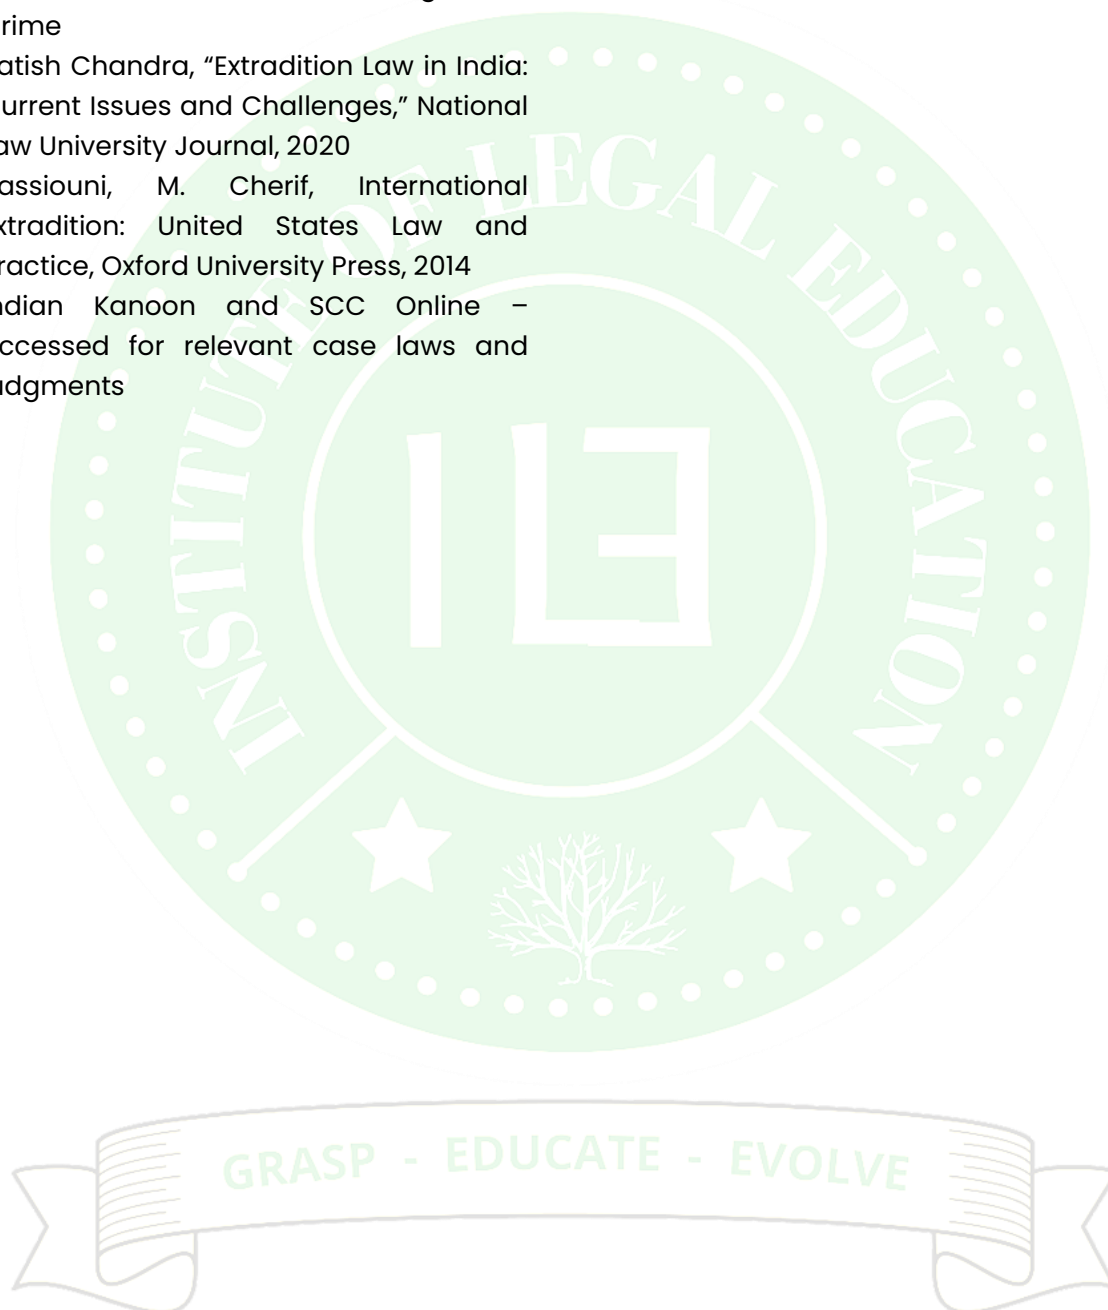 rime
atish Chandra, “Extradition Law in India:
urrent Issues and Challenges,” National
aw University Journal, 2020
assiouni, M. Cherif, International
xtradition: United States Law and
ractice, Oxford University Press, 2014
ndian Kanoon and SCC Online –
ccessed for relevant case laws and
udgments
INSTITUTE OF LEGAL EDUCATION
ILE
GRASP - EDUCATE - EVOLVE